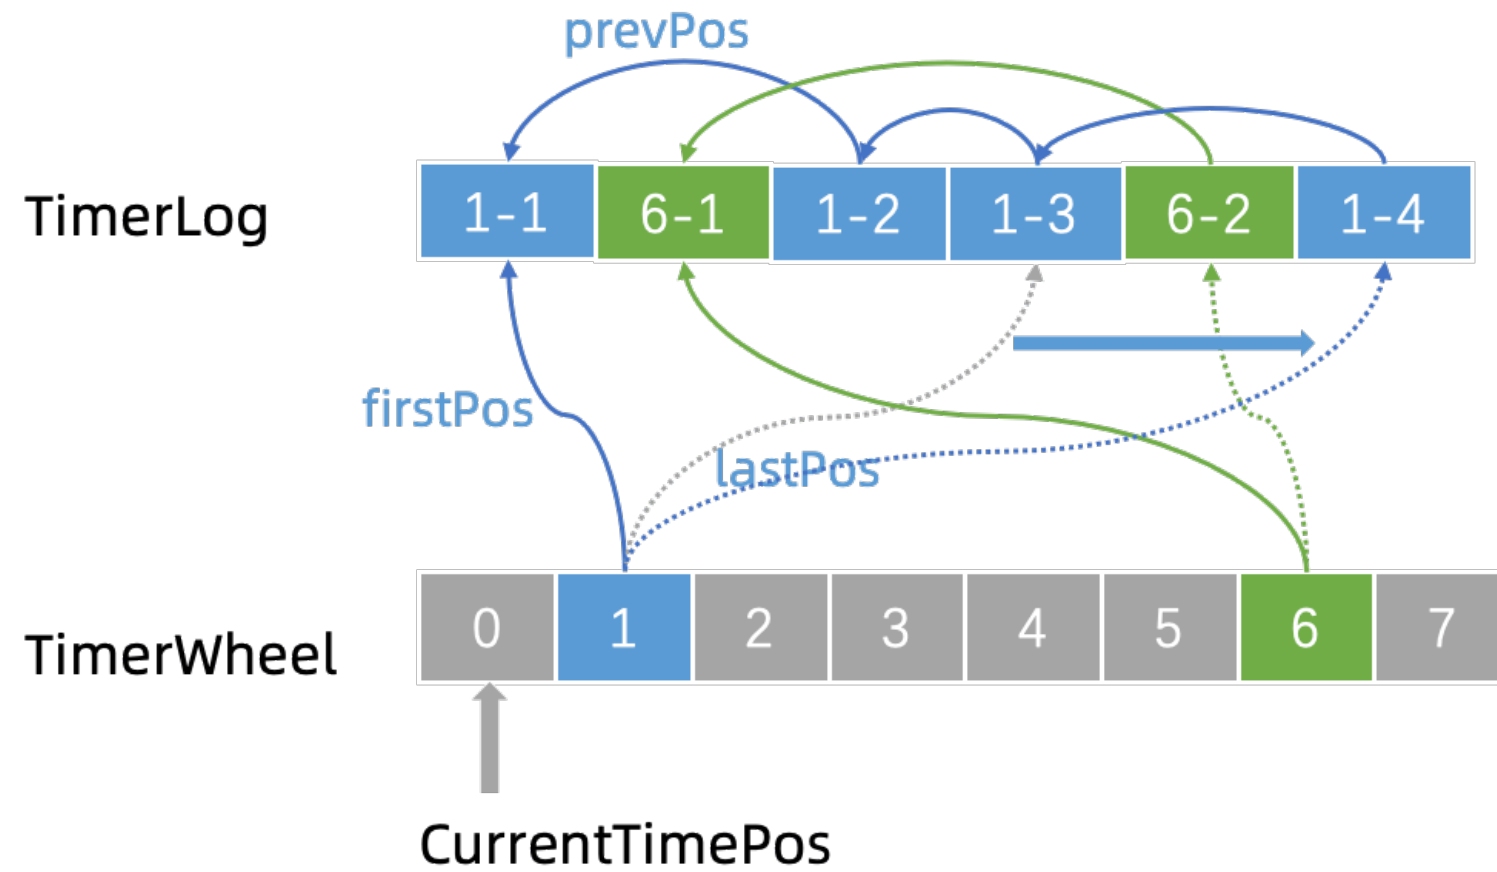 prevPos
TimerLog 1-1 6-1 1-2 1-3 6-2 1-4
firstPos
lastPos
TimerWheel 0 1 2 3 4 5 6 7
CurrentTimePos